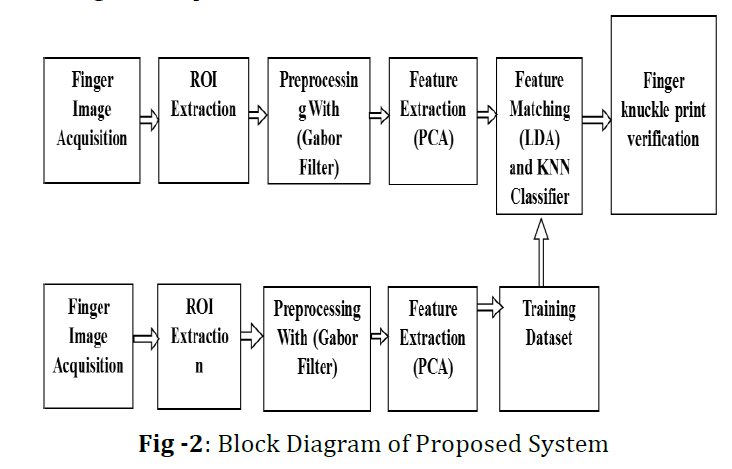 Finger
Image
Acquisition
ROI
Extraction
Preprocessin
g With
(Gabor
Filter)
Feature
Extraction
(PCA)
Feature
Matching
(LDA)
and KNN
Classifier
Finger
knuckle print
verification
Finger
Image
Acquisition
ROI
Extractio
n
Preprocessing
With (Gabor
Filter)
Feature
Extraction
(PCA)
Training
Dataset
Fig -2: Block Diagram of Proposed System